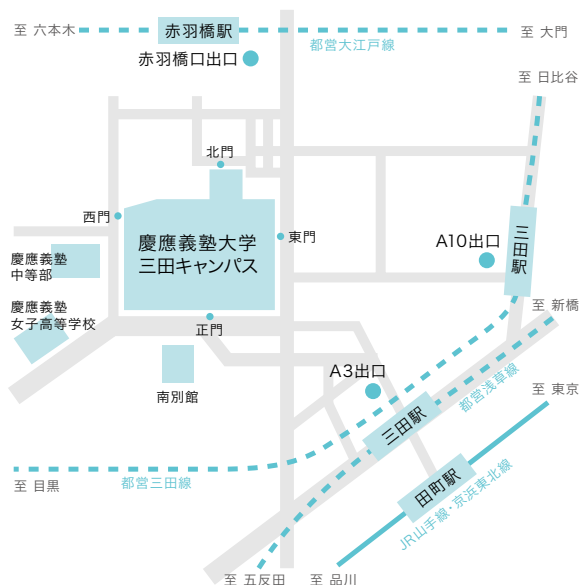 至 六本木
赤羽橋駅
至 大門
都営大江戸線
赤羽橋口出口
至 日比谷
北門
西門
慶應義塾大学
三田キャンパス
東門
三田駅
A10出口
慶應義塾
中等部
慶應義塾
女子高等学校
正門
至 新橋
南別館
A3出口
都営浅草線
至 東京
三田駅
田町駅
JR山手線・京浜東北線
至 目黒
都営三田線
至 五反田
至 品川